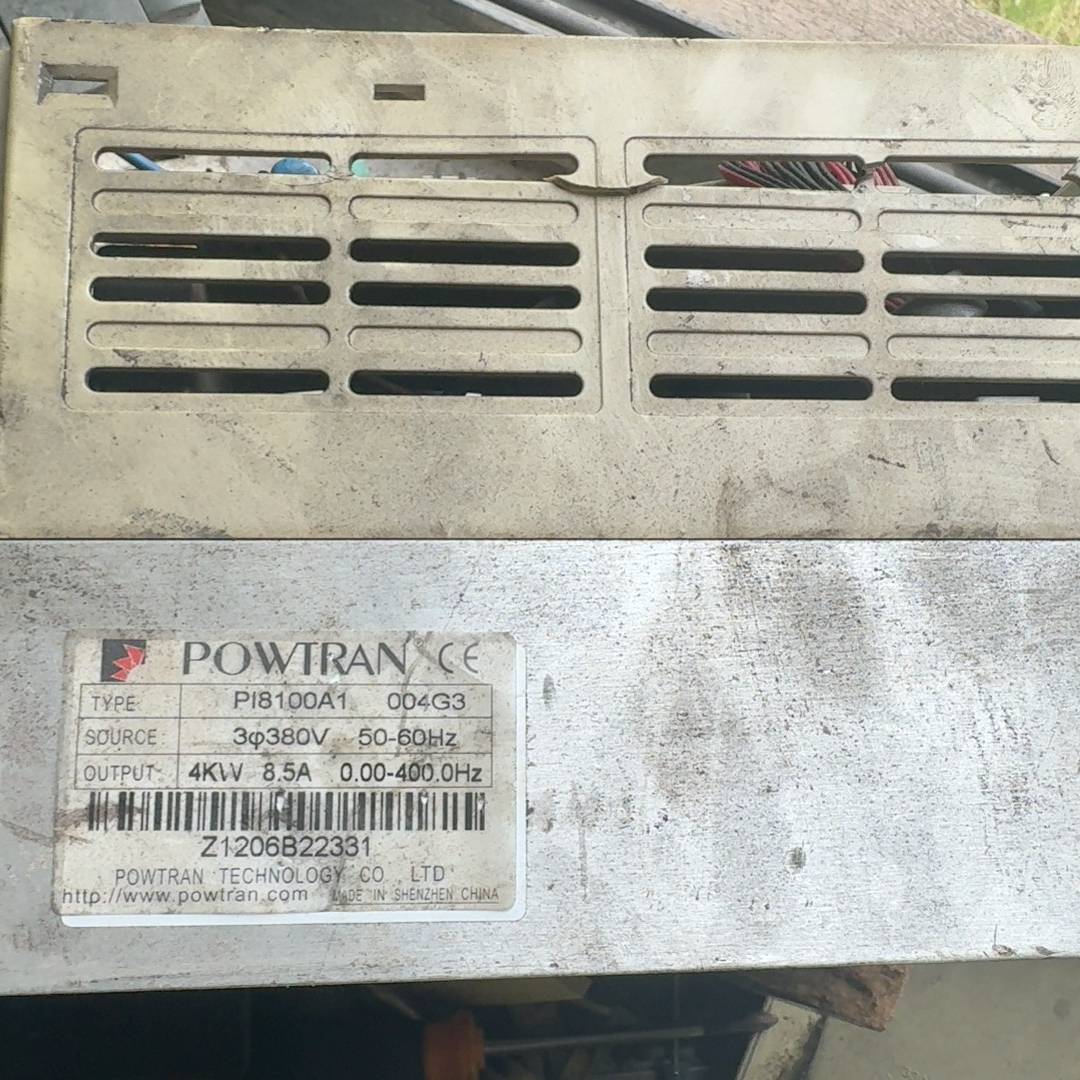 POWTRAN CE
TYPE PI8100A1 004G3
SOURCE 3φ380V 50-60Hz
OUTPUT 4KW 8.5A 0.00-400.0Hz
Z1206B22331
POWTRAN TECHNOLOGY CO LTD
http://www.powtran.com MADE IN SHENZHEN CHINA